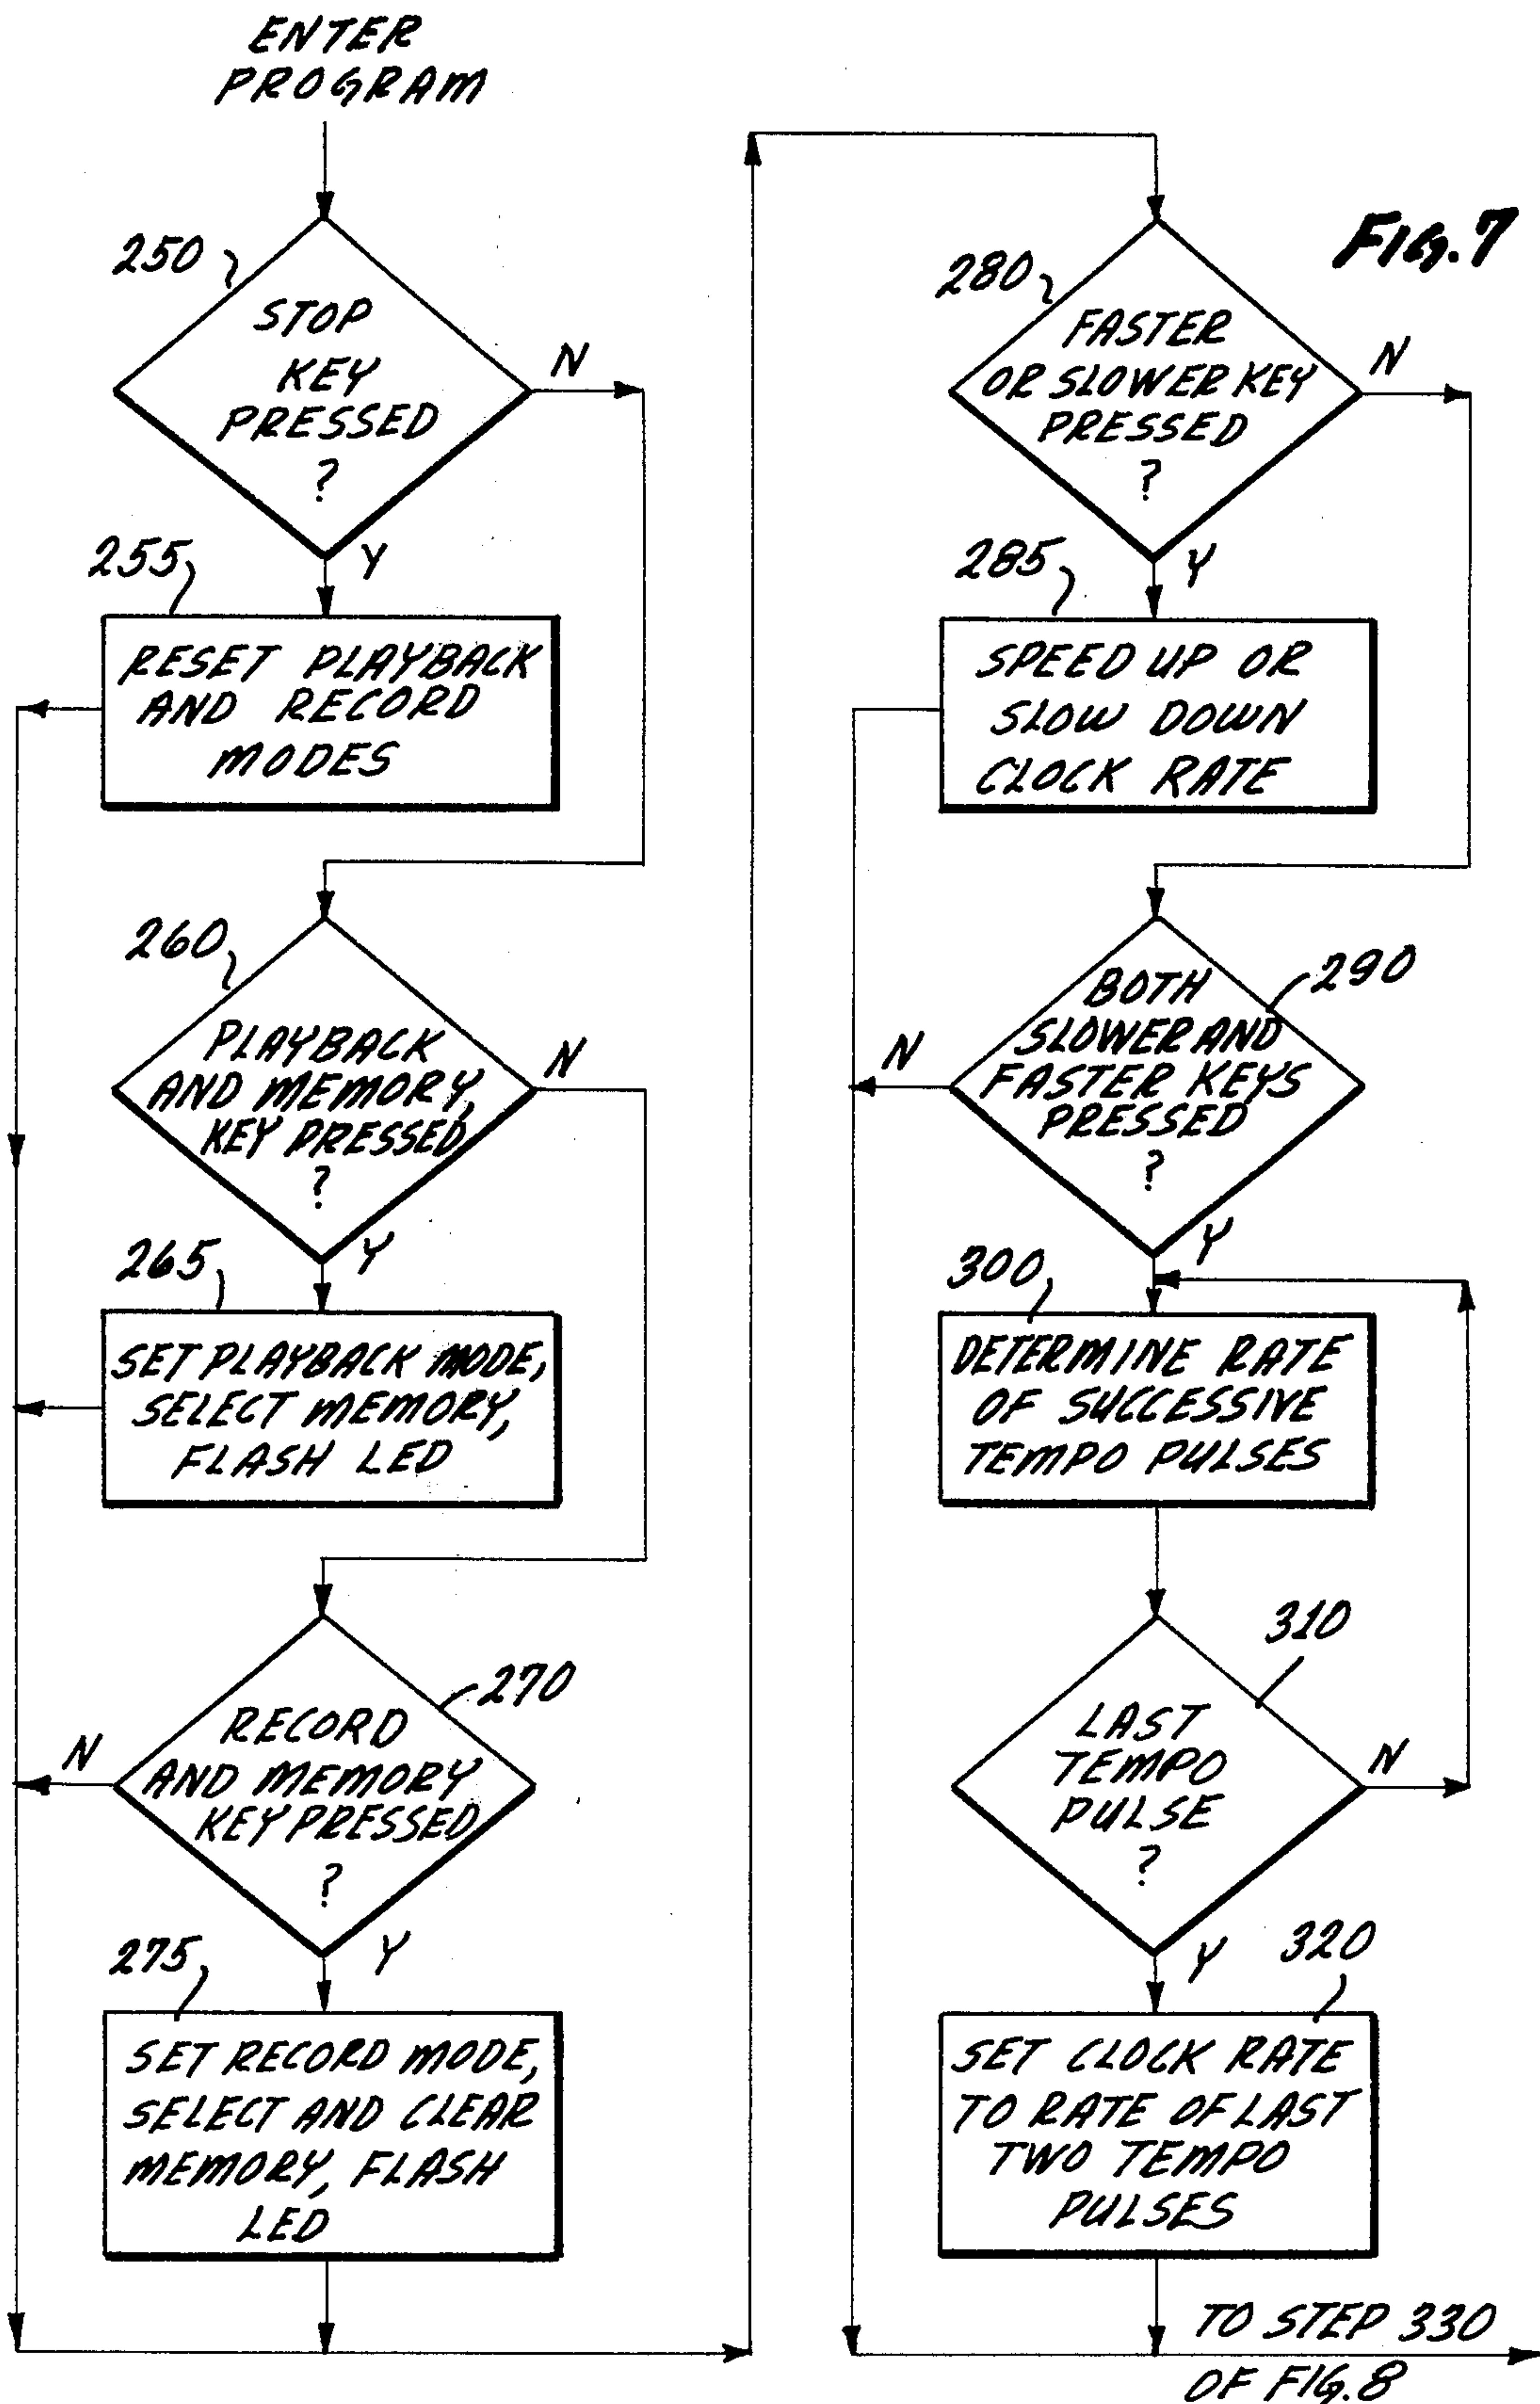 ENTER
PROGRAM
250
STOP
KEY
PRESSED
?
N
Y
255
RESET PLAYBACK
AND RECORD
MODES
260
PLAYBACK
AND MEMORY,
KEY PRESSED
?
N
Y
265
SET PLAYBACK MODE,
SELECT MEMORY,
FLASH LED
270
RECORD
AND MEMORY
KEY PRESSED
?
N
Y
275
SET RECORD MODE,
SELECT AND CLEAR
MEMORY, FLASH
LED
FIG. 7
280
FASTER
OR SLOWER KEY
PRESSED
?
N
Y
285
SPEED UP OR
SLOW DOWN
CLOCK RATE
290
BOTH
SLOWER AND
FASTER KEYS
PRESSED
?
N
Y
300
DETERMINE RATE
OF SUCCESSIVE
TEMPO PULSES
310
LAST
TEMPO
PULSE
?
N
Y
320
SET CLOCK RATE
TO RATE OF LAST
TWO TEMPO
PULSES
TO STEP 330
OF FIG. 8